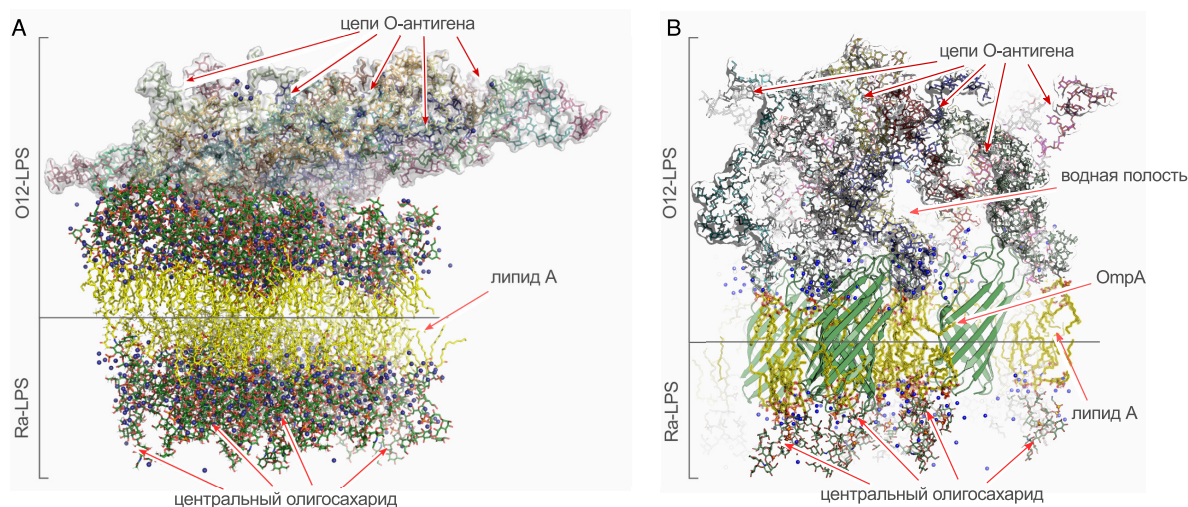 A
цепи О-антигена
O12-LPS
липид А
Ra-LPS
центральный олигосахарид
B
цепи О-антигена
O12-LPS
водная полость
OmpA
Ra-LPS
липид А
центральный олигосахарид